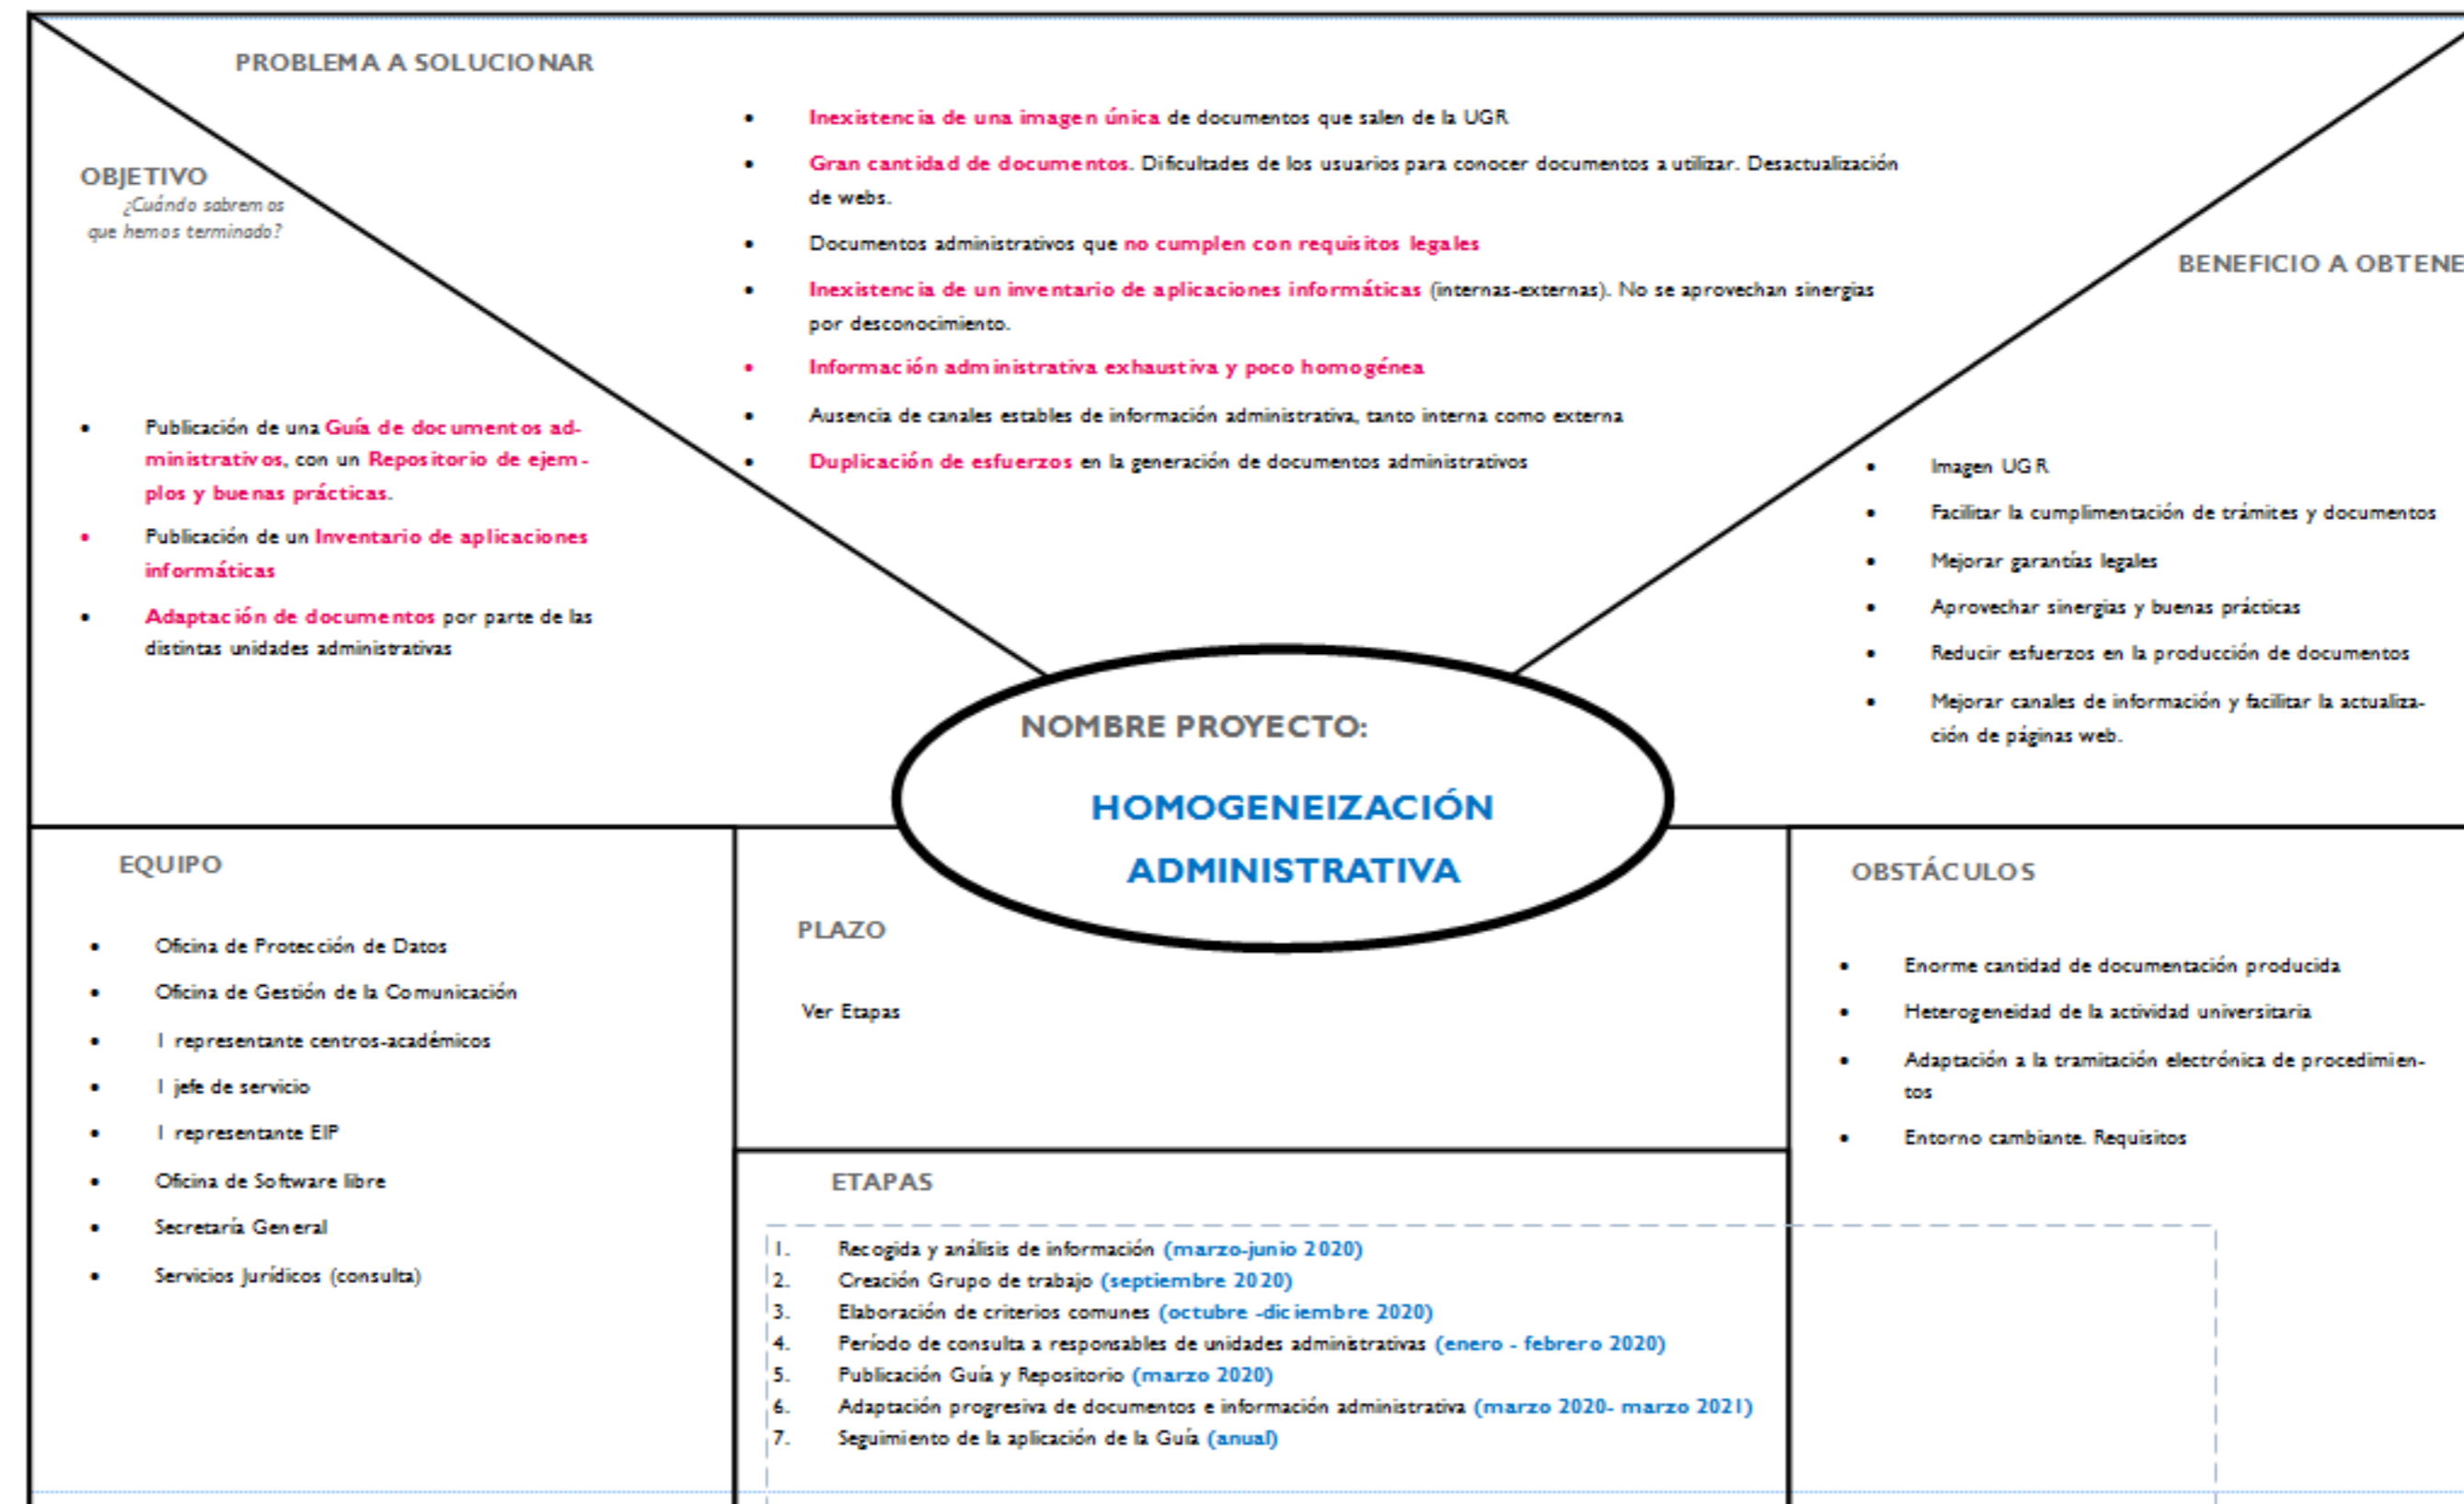 PROBLEMA A SOLUCIONAR
• Inexistencia de una imagen única de documentos que salen de la UGR
• Gran cantidad de documentos. Dificultades de los usuarios para conocer documentos a utilizar. Desactualización
de webs.
• Documentos administrativos que no cumplen con requisitos legales
• Inexistencia de un inventario de aplicaciones informáticas (internas-externas). No se aprovechan sinergias
por desconocimiento.
• Información administrativa exhaustiva y poco homogénea
• Ausencia de canales estables de información administrativa, tanto interna como externa
• Duplicación de esfuerzos en la generación de documentos administrativos
OBJETIVO
¿Cuándo sabremos
que hemos terminado?
• Publicación de una Guía de documentos ad-
ministrativos, con un Repositorio de ejem-
plos y buenas prácticas.
• Publicación de un Inventario de aplicaciones
informáticas
• Adaptación de documentos por parte de las
distintas unidades administrativas
BENEFICIO A OBTENE
• Imagen UGR
• Facilitar la cumplimentación de trámites y documentos
• Mejorar garantías legales
• Aprovechar sinergias y buenas prácticas
• Reducir esfuerzos en la producción de documentos
• Mejorar canales de información y facilitar la actualiza-
ción de páginas web.
NOMBRE PROYECTO:
HOMOGENEIZACIÓN
ADMINISTRATIVA
EQUIPO
• Oficina de Protección de Datos
• Oficina de Gestión de la Comunicación
• 1 representante centros-académicos
• 1 jefe de servicio
• 1 representante EIP
• Oficina de Software libre
• Secretaría General
• Servicios Jurídicos (consulta)
PLAZO
Ver Etapas
ETAPAS
1. Recogida y análisis de información (marzo-junio 2020)
2. Creación Grupo de trabajo (septiembre 2020)
3. Elaboración de criterios comunes (octubre -diciembre 2020)
4. Período de consulta a responsables de unidades administrativas (enero - febrero 2020)
5. Publicación Guía y Repositorio (marzo 2020)
6. Adaptación progresiva de documentos e información administrativa (marzo 2020- marzo 2021)
7. Seguimiento de la aplicación de la Guía (anual)
OBSTÁCULOS
• Enorme cantidad de documentación producida
• Heterogeneidad de la actividad universitaria
• Adaptación a la tramitación electrónica de procedimien-
tos
• Entorno cambiante. Requisitos